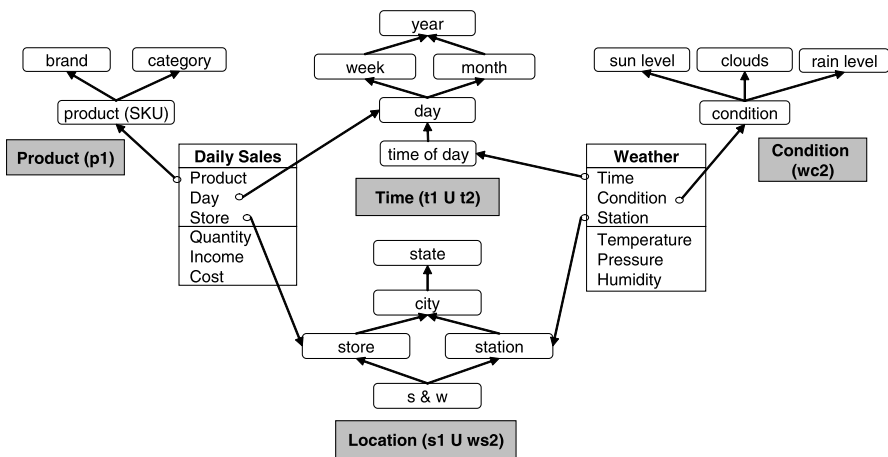 year
brand
category
week
month
sun level
clouds
rain level
product (SKU)
day
condition
Product (p1)
Daily Sales
Product
Day
Store
Quantity
Income
Cost
time of day
Time (t1 U t2)
Weather
Time
Condition
Station
Temperature
Pressure
Humidity
Condition
(wc2)
state
city
store
station
s & w
Location (s1 U ws2)